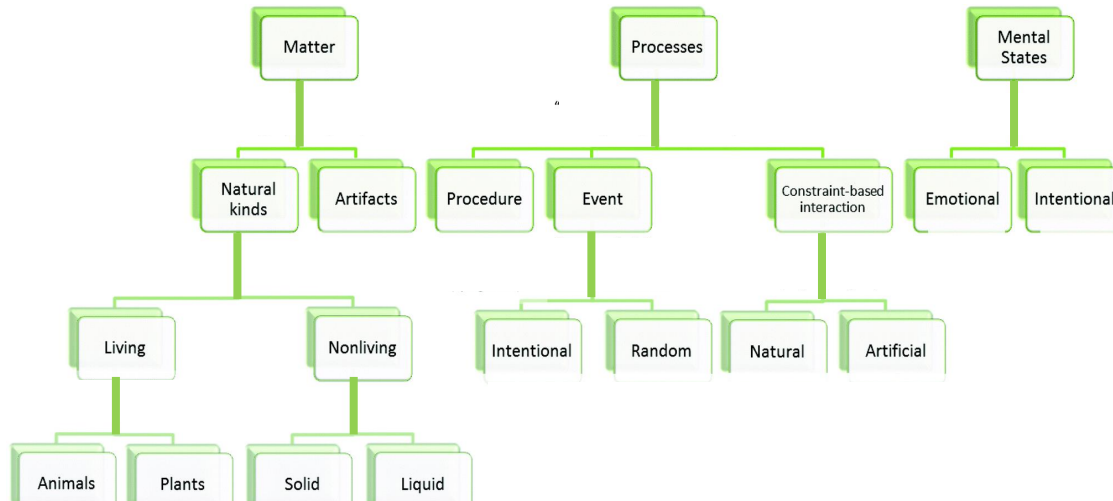 Matter
Processes
Mental
States
Natural
kinds
Artifacts
Procedure
Event
Constraint-based
interaction
Emotional
Intentional
Living
Nonliving
Intentional
Random
Natural
Artificial
Animals
Plants
Solid
Liquid